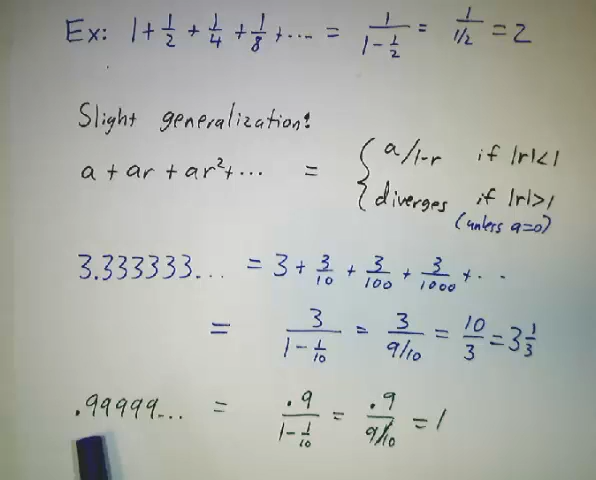 Ex: 1 + 1/2 + 1/4 + 1/8 + .... = 1/(1 - 1/2) = 1/(1/2) = 2
Slight generalization:
a + ar + ar² + ... = { a/1-r if |r|<1
diverges if |r|>1
(unless a=0)
3.333333... = 3 + 3/10 + 3/100 + 3/1000 + ...
= 3/(1 - 1/10) = 3/(9/10) = 10/3 = 3 1/3
.99999... = .9/(1 - 1/10) = .9/(9/10) = 1